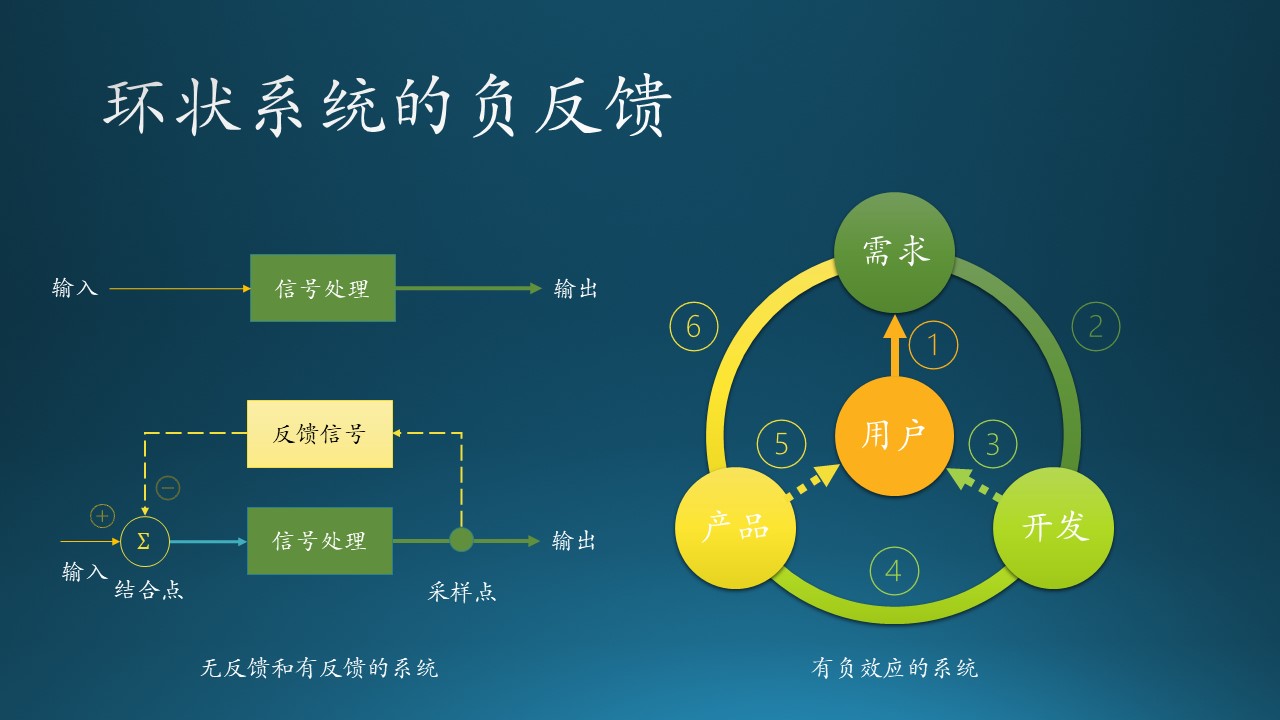 环状系统的负反馈
输入
信号处理
输出
反馈信号
⊖
⊕
Σ
信号处理
输出
输入
结合点
采样点
无反馈和有反馈的系统
需求
⑥
②
①
用户
⑤
③
产品
开发
④
有负效应的系统